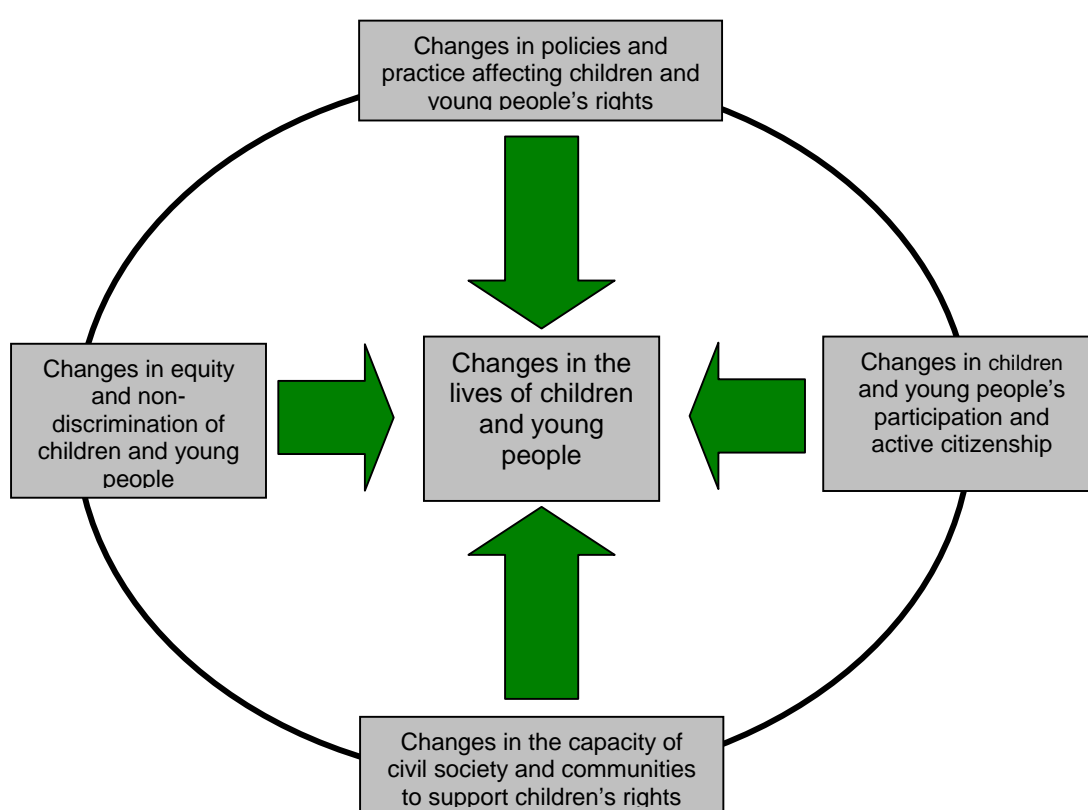 Changes in policies and
practice affecting children and
young people's rights
Changes in equity
and non-
discrimination of
children and young
people
Changes in the
lives of children
and young
people
Changes in children
and young people's
participation and
active citizenship
Changes in the capacity of
civil society and communities
to support children's rights